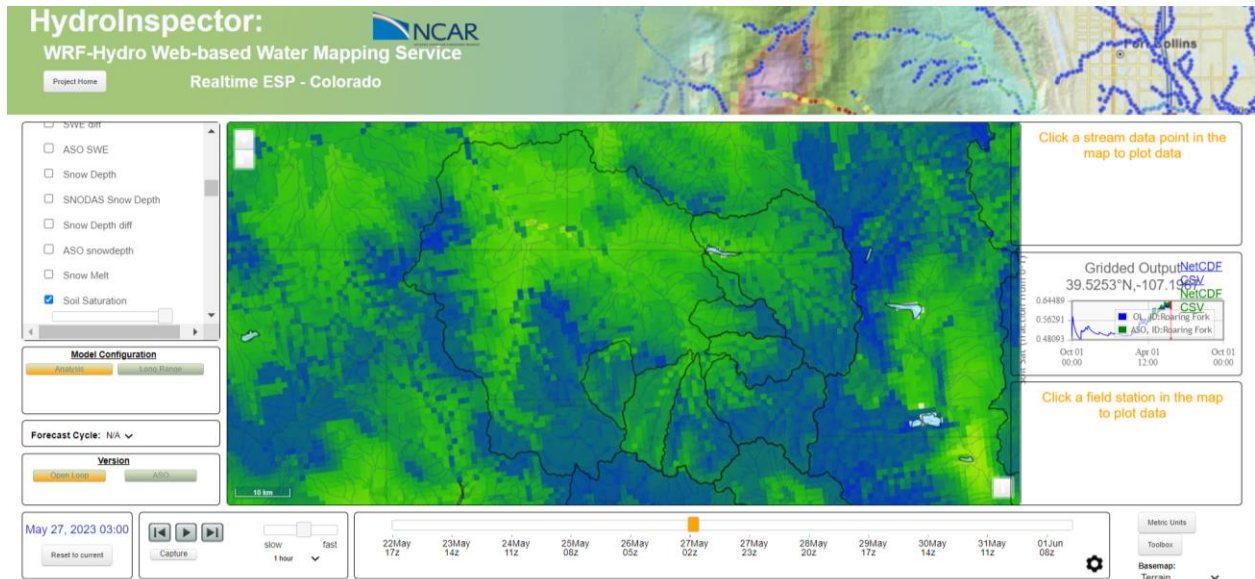 HydroInspector:
NCAR
WRF-Hydro Web-based Water Mapping Service
Project Home
Realtime ESP - Colorado
Fort Collins
SWE diff
ASO SWE
Snow Depth
SNODAS Snow Depth
Snow Depth diff
ASO snowdepth
Snow Melt
Soil Saturation
Model Configuration
Analysis
Long Range
Forecast Cycle: N/A
Version
Open Loop
ASO
10 km
Click a stream data point in the
map to plot data
Gridded Output
39.5253°N,-107.19
NetCDF
CSV
NetCDF
CSV
0.64489
0.56291
0.48093
OL, ID:Roaring Fork
ASO, ID:Roaring Fork
Oct 01
00:00
Apr 01
12:00
Oct 01
00:00
Click a field station in the map
to plot data
May 27, 2023 03:00
Reset to current
Capture
slow
fast
1 hour
22May
17z
23May
14z
24May
11z
25May
08z
26May
05z
27May
02z
27May
23z
28May
20z
29May
17z
30May
14z
31May
11z
01Jun
08z
Metric Units
Toolbox
Basemap:
Terrain